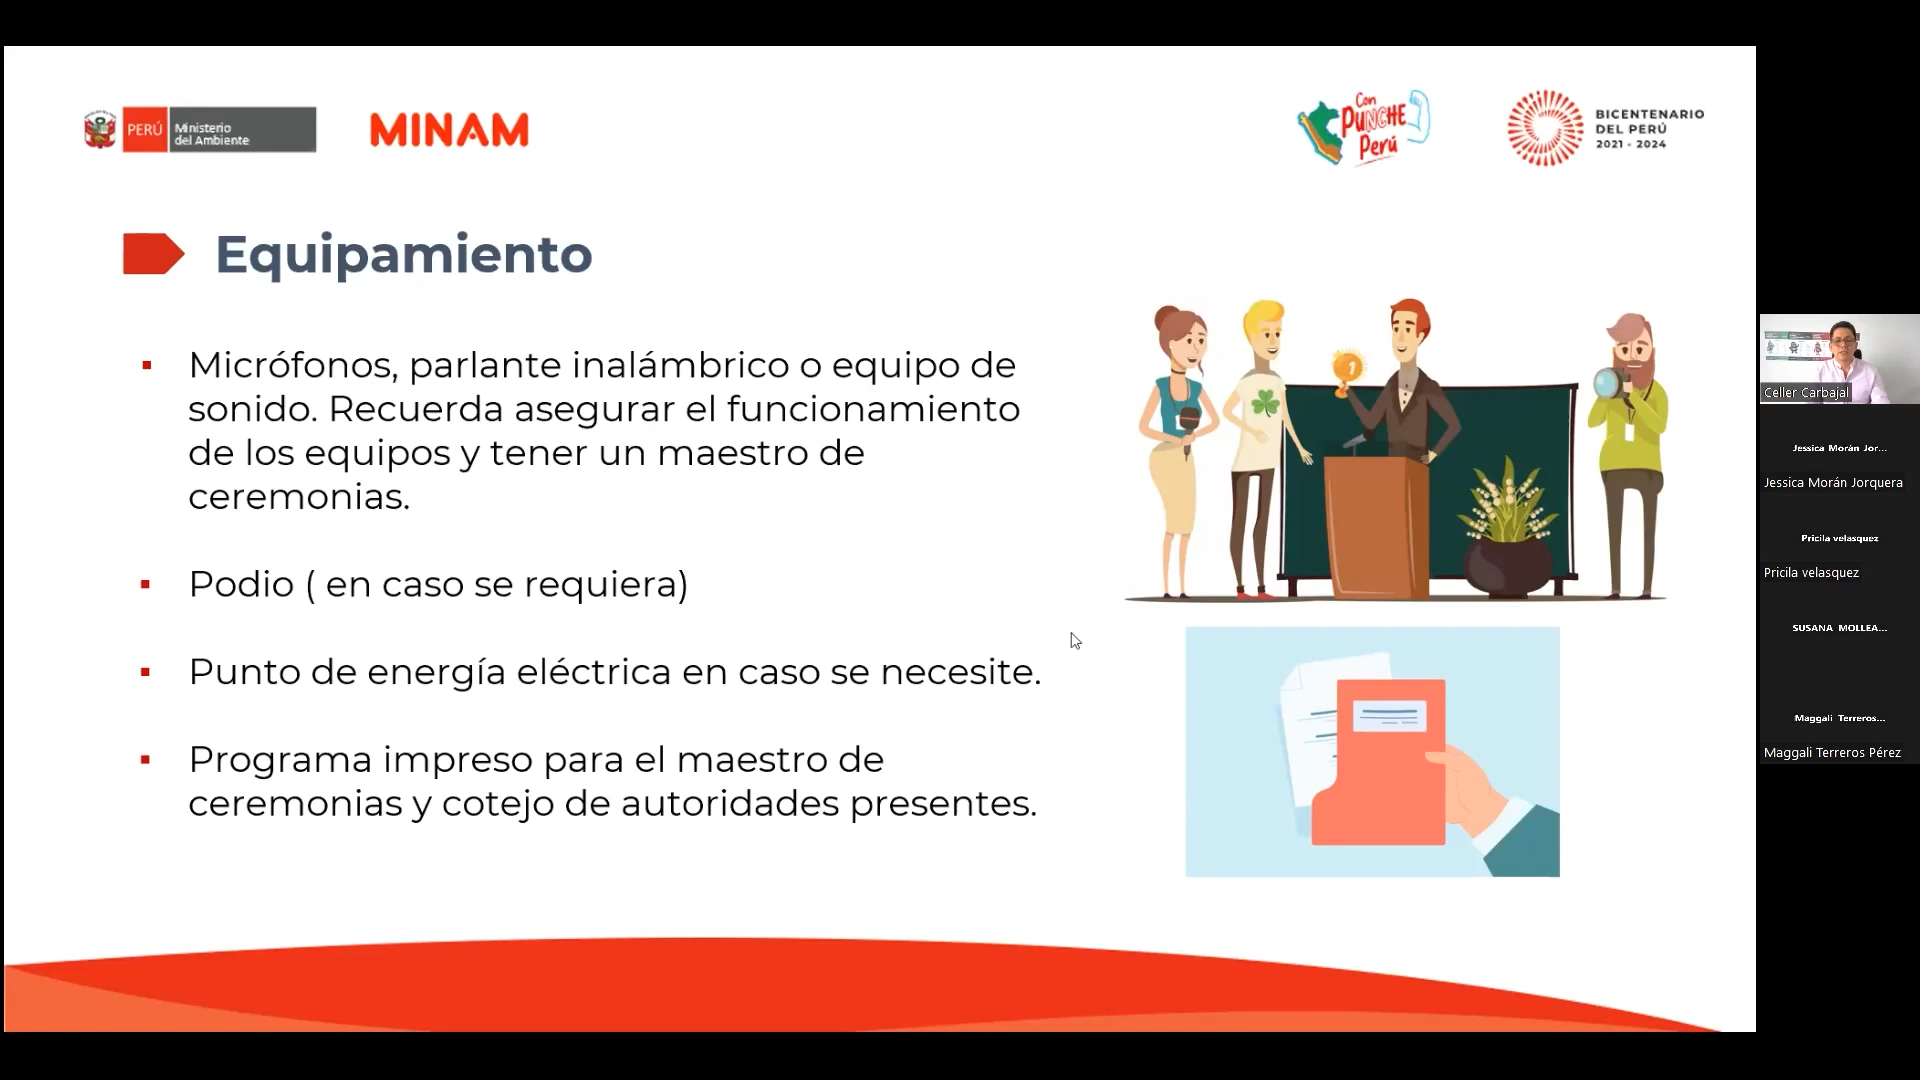 PERÚ
Ministerio
del Ambiente
MINAM
Con
PUNCHE
Perú
BICENTENARIO
DEL PERÚ
2021 - 2024
Equipamiento
▪ Micrófonos, parlante inalámbrico o equipo de
sonido. Recuerda asegurar el funcionamiento
de los equipos y tener un maestro de
ceremonias.
▪ Podio ( en caso se requiera)
▪ Punto de energía eléctrica en caso se necesite.
▪ Programa impreso para el maestro de
ceremonias y cotejo de autoridades presentes.
1
Celler Carbajal
Jessica Morán Jor...
Jessica Morán Jorquera
Pricila velasquez
Pricila velasquez
SUSANA MOLLEA...
Maggali Terreros...
Maggali Terreros Pérez